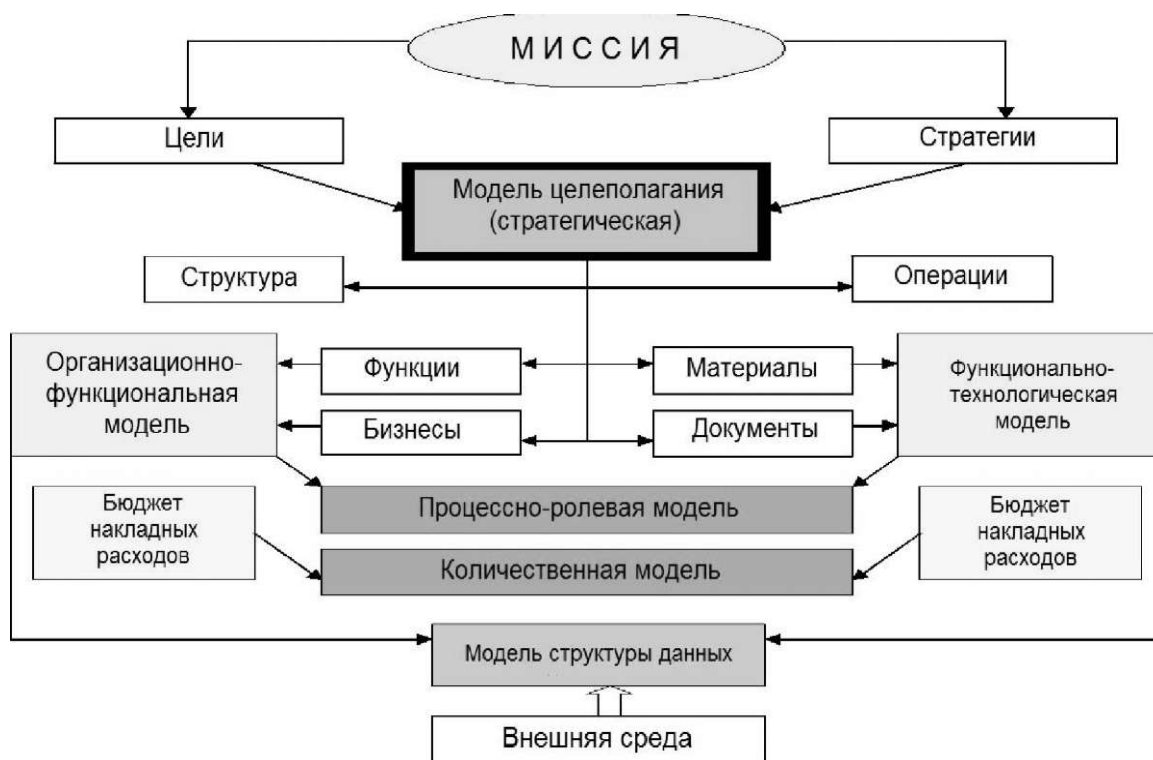 М И С С И Я
Цели
Стратегии
Модель целеполагания
(стратегическая)
Структура
Операции
Организационно-
функциональная
модель
Функции
Материалы
Функционально-
технологическая
модель
Бизнесы
Документы
Бюджет
накладных
расходов
Процессно-ролевая модель
Бюджет
накладных
расходов
Количественная модель
Модель структуры данных
Внешняя среда